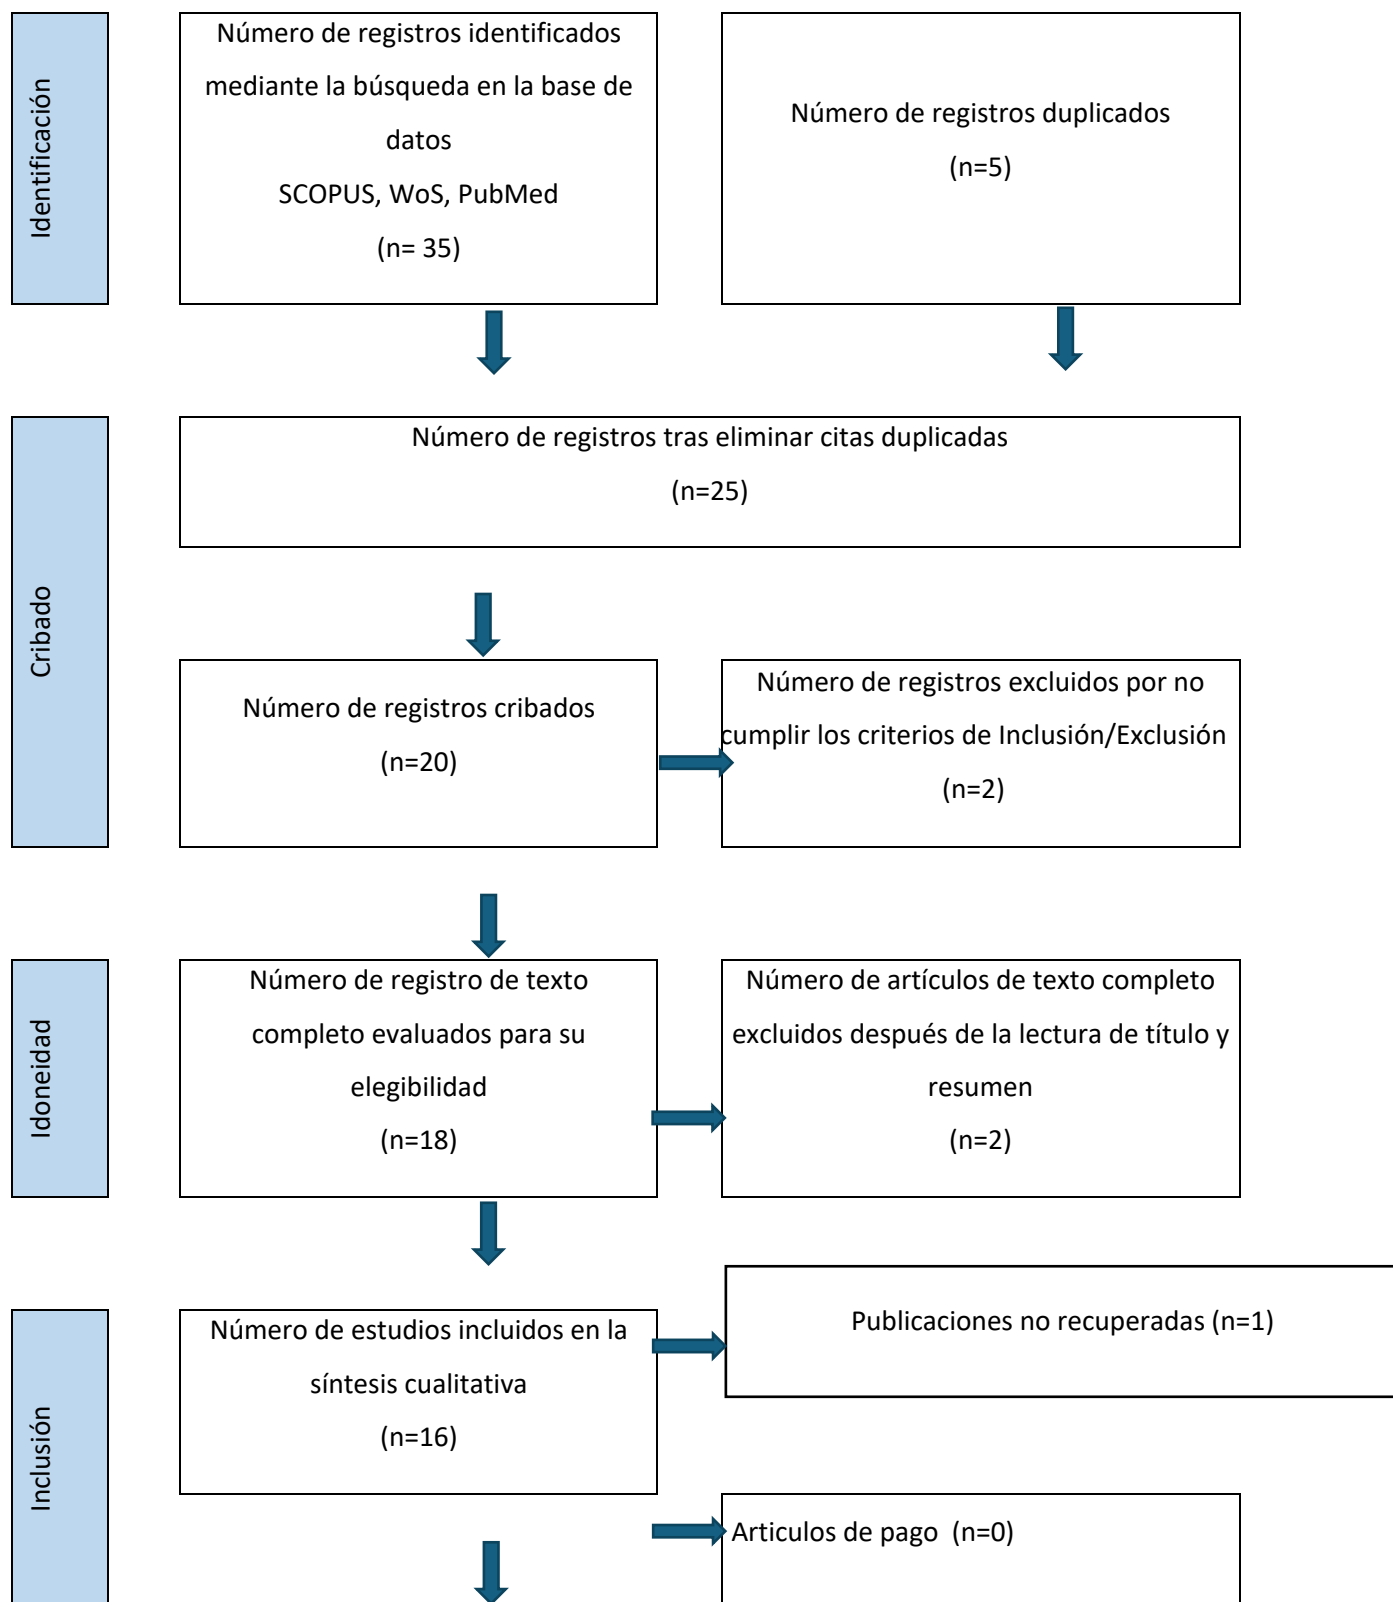 Identificación
Número de registros identificados
mediante la búsqueda en la base de
datos
SCOPUS, WoS, PubMed
(n= 35)
Número de registros duplicados
(n=5)
Cribado
Número de registros tras eliminar citas duplicadas
(n=25)
Número de registros cribados
(n=20)
Número de registros excluidos por no
cumplir los criterios de Inclusión/Exclusión
(n=2)
Idoneidad
Número de registro de texto
completo evaluados para su
elegibilidad
(n=18)
Número de artículos de texto completo
excluidos después de la lectura de título y
resumen
(n=2)
Inclusión
Número de estudios incluidos en la
síntesis cualitativa
(n=16)
Publicaciones no recuperadas (n=1)
Articulos de pago  (n=0)